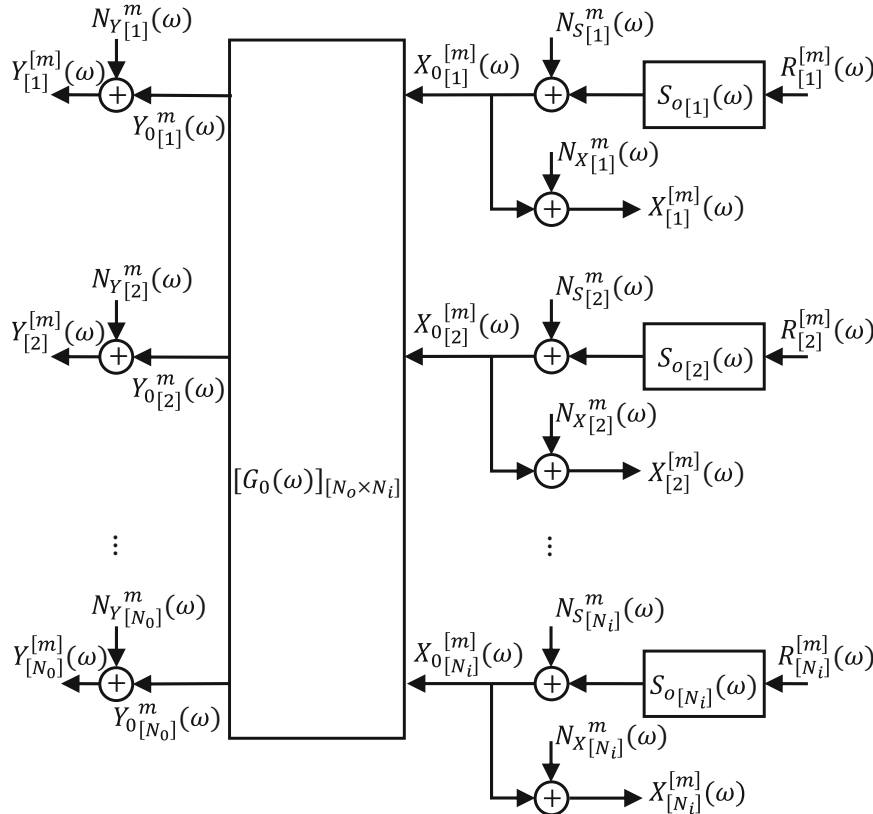 N_{Y[1]}^{m}(ω)
Y_{[1]}^{[m]}(ω)
+
Y_{0[1]}^{m}(ω)
X_{0[1]}^{[m]}(ω)
N_{S[1]}^{m}(ω)
+
S_{o[1]}(ω)
R_{[1]}^{[m]}(ω)
N_{X[1]}^{m}(ω)
+
X_{[1]}^{[m]}(ω)
N_{Y[2]}^{m}(ω)
Y_{[2]}^{[m]}(ω)
+
Y_{0[2]}^{m}(ω)
X_{0[2]}^{[m]}(ω)
N_{S[2]}^{m}(ω)
+
S_{o[2]}(ω)
R_{[2]}^{[m]}(ω)
N_{X[2]}^{m}(ω)
+
X_{[2]}^{[m]}(ω)
[G_0(ω)]_{[N_o×N_i]}
⋮
⋮
N_{Y[N_0]}^{m}(ω)
Y_{[N_0]}^{[m]}(ω)
+
Y_{0[N_0]}^{m}(ω)
X_{0[N_i]}^{[m]}(ω)
N_{S[N_i]}^{m}(ω)
+
S_{o[N_i]}(ω)
R_{[N_i]}^{[m]}(ω)
N_{X[N_i]}^{m}(ω)
+
X_{[N_i]}^{[m]}(ω)